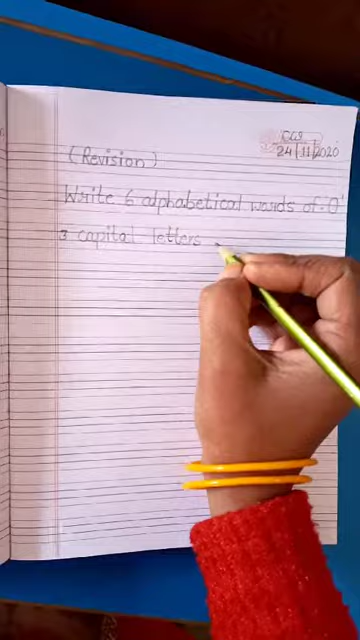 CW
24/11/2020
(Revision)
Write 6 alphabetical words of 'O'
3 capital letters -